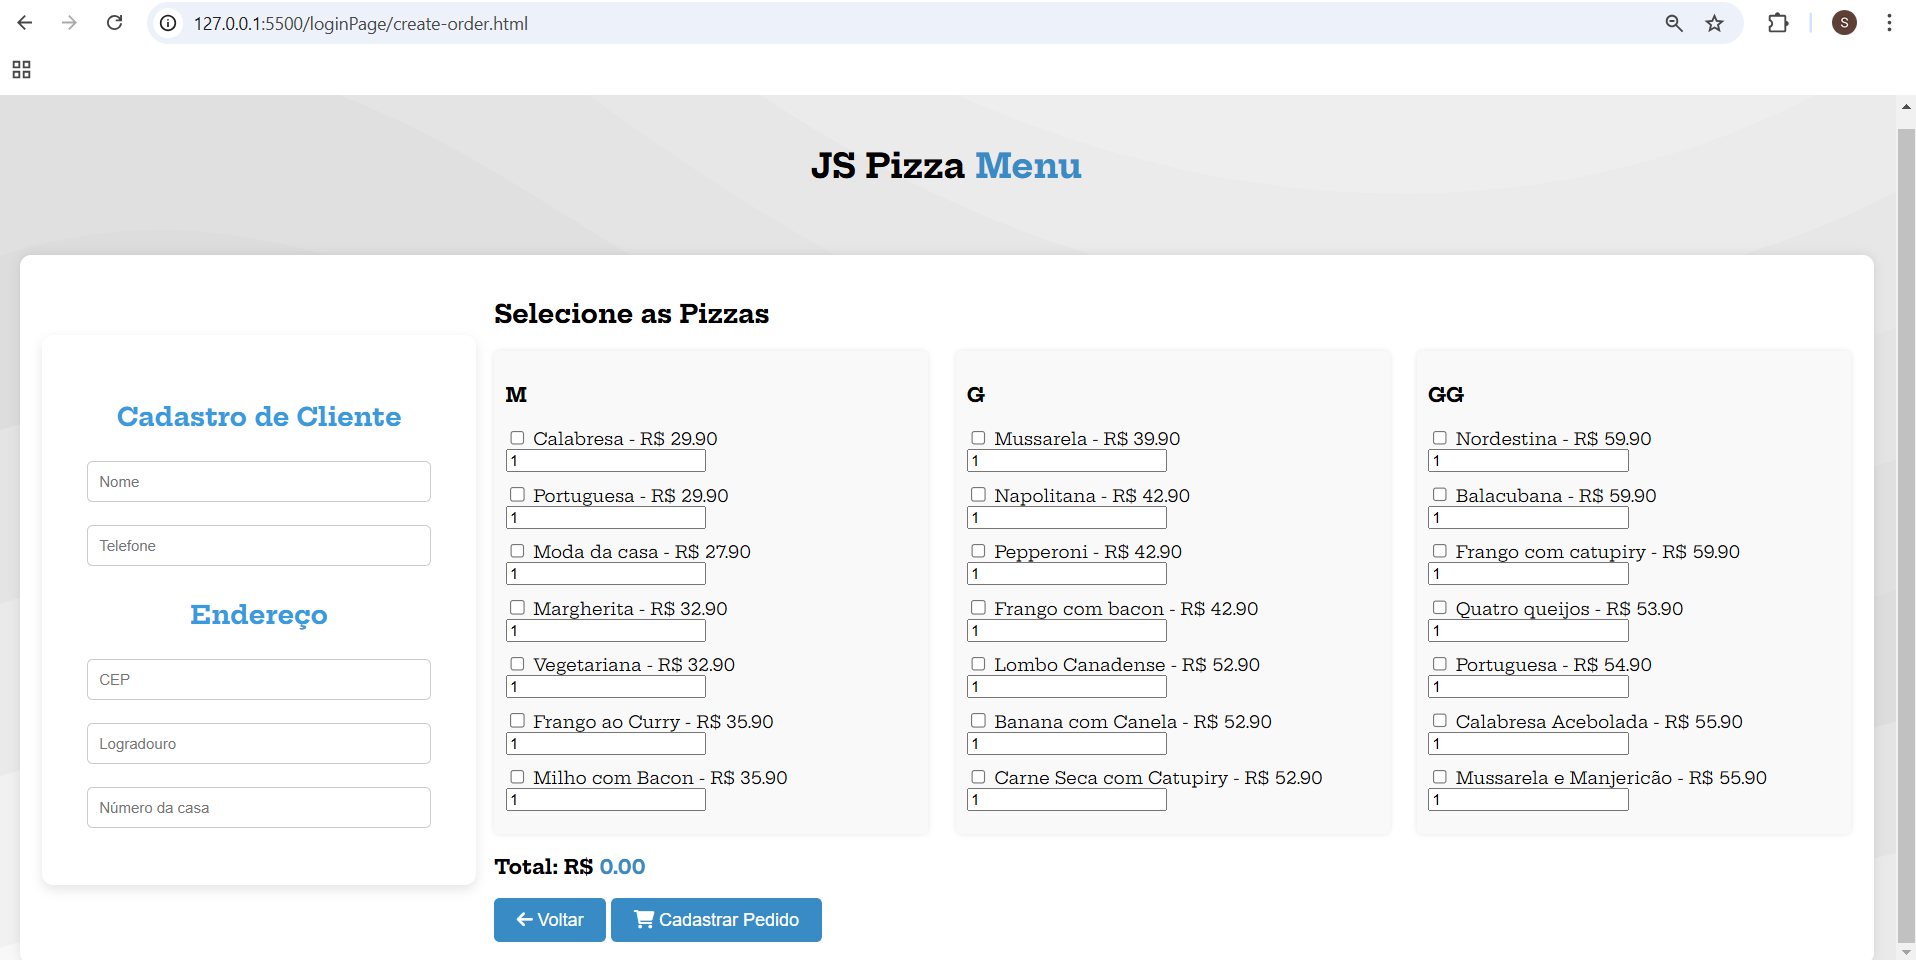 127.0.0.1:5500/loginPage/create-order.html
S
JS Pizza Menu
Cadastro de Cliente
Nome
Telefone
Endereço
CEP
Logradouro
Número da casa
Selecione as Pizzas
M
Calabresa - R$ 29.90
1
Portuguesa - R$ 29.90
1
Moda da casa - R$ 27.90
1
Margherita - R$ 32.90
1
Vegetariana - R$ 32.90
1
Frango ao Curry - R$ 35.90
1
Milho com Bacon - R$ 35.90
1
G
Mussarela - R$ 39.90
1
Napolitana - R$ 42.90
1
Pepperoni - R$ 42.90
1
Frango com bacon - R$ 42.90
1
Lombo Canadense - R$ 52.90
1
Banana com Canela - R$ 52.90
1
Carne Seca com Catupiry - R$ 52.90
1
GG
Nordestina - R$ 59.90
1
Balacubana - R$ 59.90
1
Frango com catupiry - R$ 59.90
1
Quatro queijos - R$ 53.90
1
Portuguesa - R$ 54.90
1
Calabresa Acebolada - R$ 55.90
1
Mussarela e Manjericão - R$ 55.90
1
Total: R$ 0.00
Voltar
Cadastrar Pedido